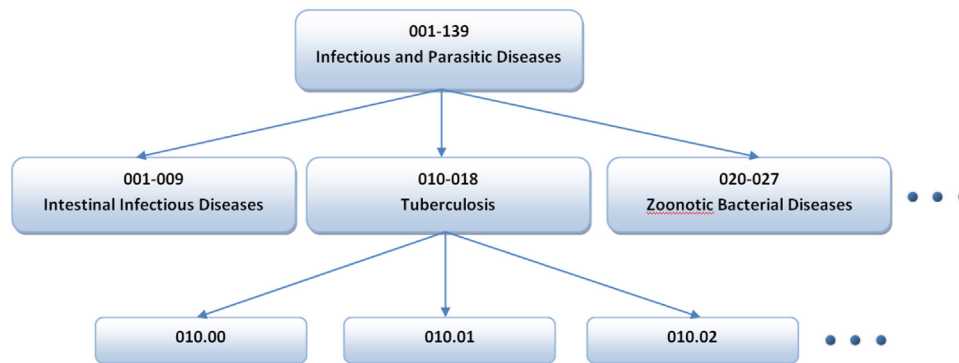 001-139
Infectious and Parasitic Diseases
001-009
Intestinal Infectious Diseases
010-018
Tuberculosis
020-027
Zoonotic Bacterial Diseases
010.00
010.01
010.02